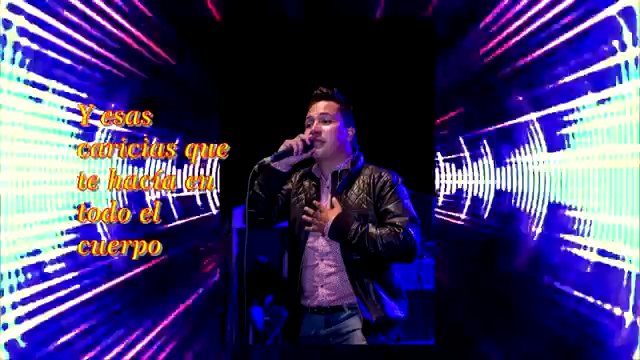 Y esas
caricias que
te hacía en
todo el
cuerpo